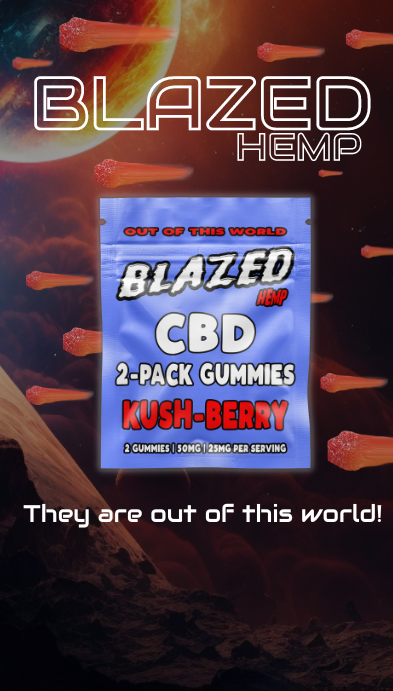 BLAZED
HEMP
OUT OF THIS WORLD
BLAZED
HEMP
CBD
2-PACK GUMMIES
KUSH-BERRY
2 GUMMIES | 50MG | 25MG PER SERVING
They are out of this world!